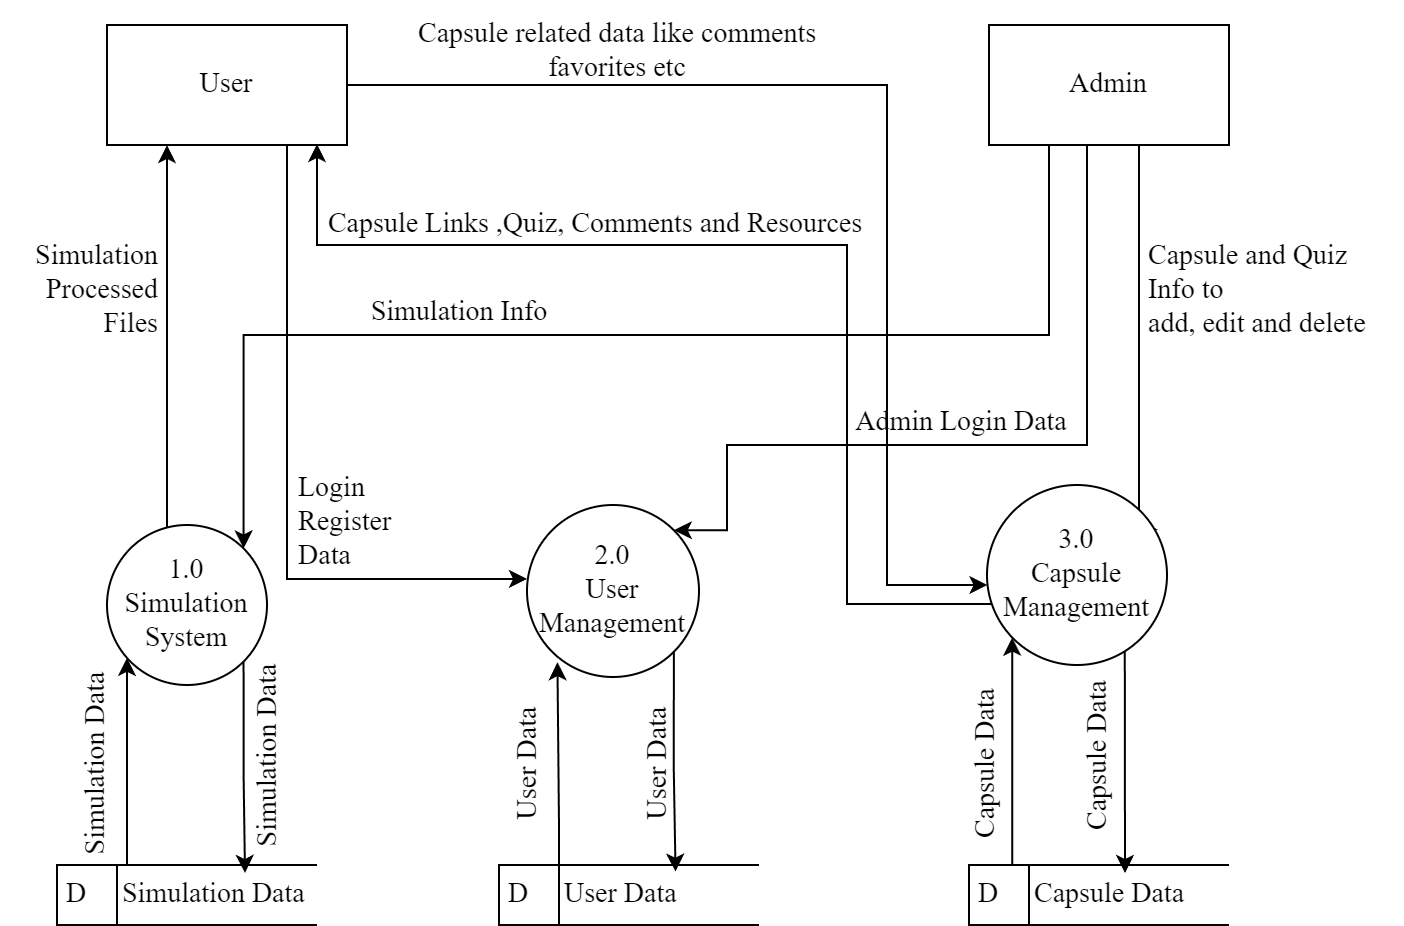 User
Capsule related data like comments
favorites etc
Admin
Capsule Links ,Quiz, Comments and Resources
Simulation
Processed
Files
Capsule and Quiz
Info to
add, edit and delete
Simulation Info
Admin Login Data
Login
Register
Data
1.0
Simulation
System
2.0
User
Management
3.0
Capsule
Management
Simulation Data
Simulation Data
User Data
User Data
Capsule Data
Capsule Data
D
Simulation Data
D
User Data
D
Capsule Data